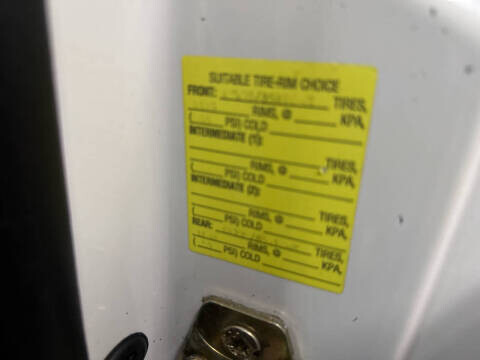 SUITABLE TIRE-RIM CHOICE
FRONT: TIRES,
RIMS, @ KPA,
( PSI) COLD
INTERMEDIATE (1):
TIRES,
RIMS, @ KPA,
( PSI) COLD
INTERMEDIATE (2):
TIRES,
RIMS, @ KPA,
( PSI) COLD
REAR: TIRES,
RIMS, @ KPA,
( PSI) COLD